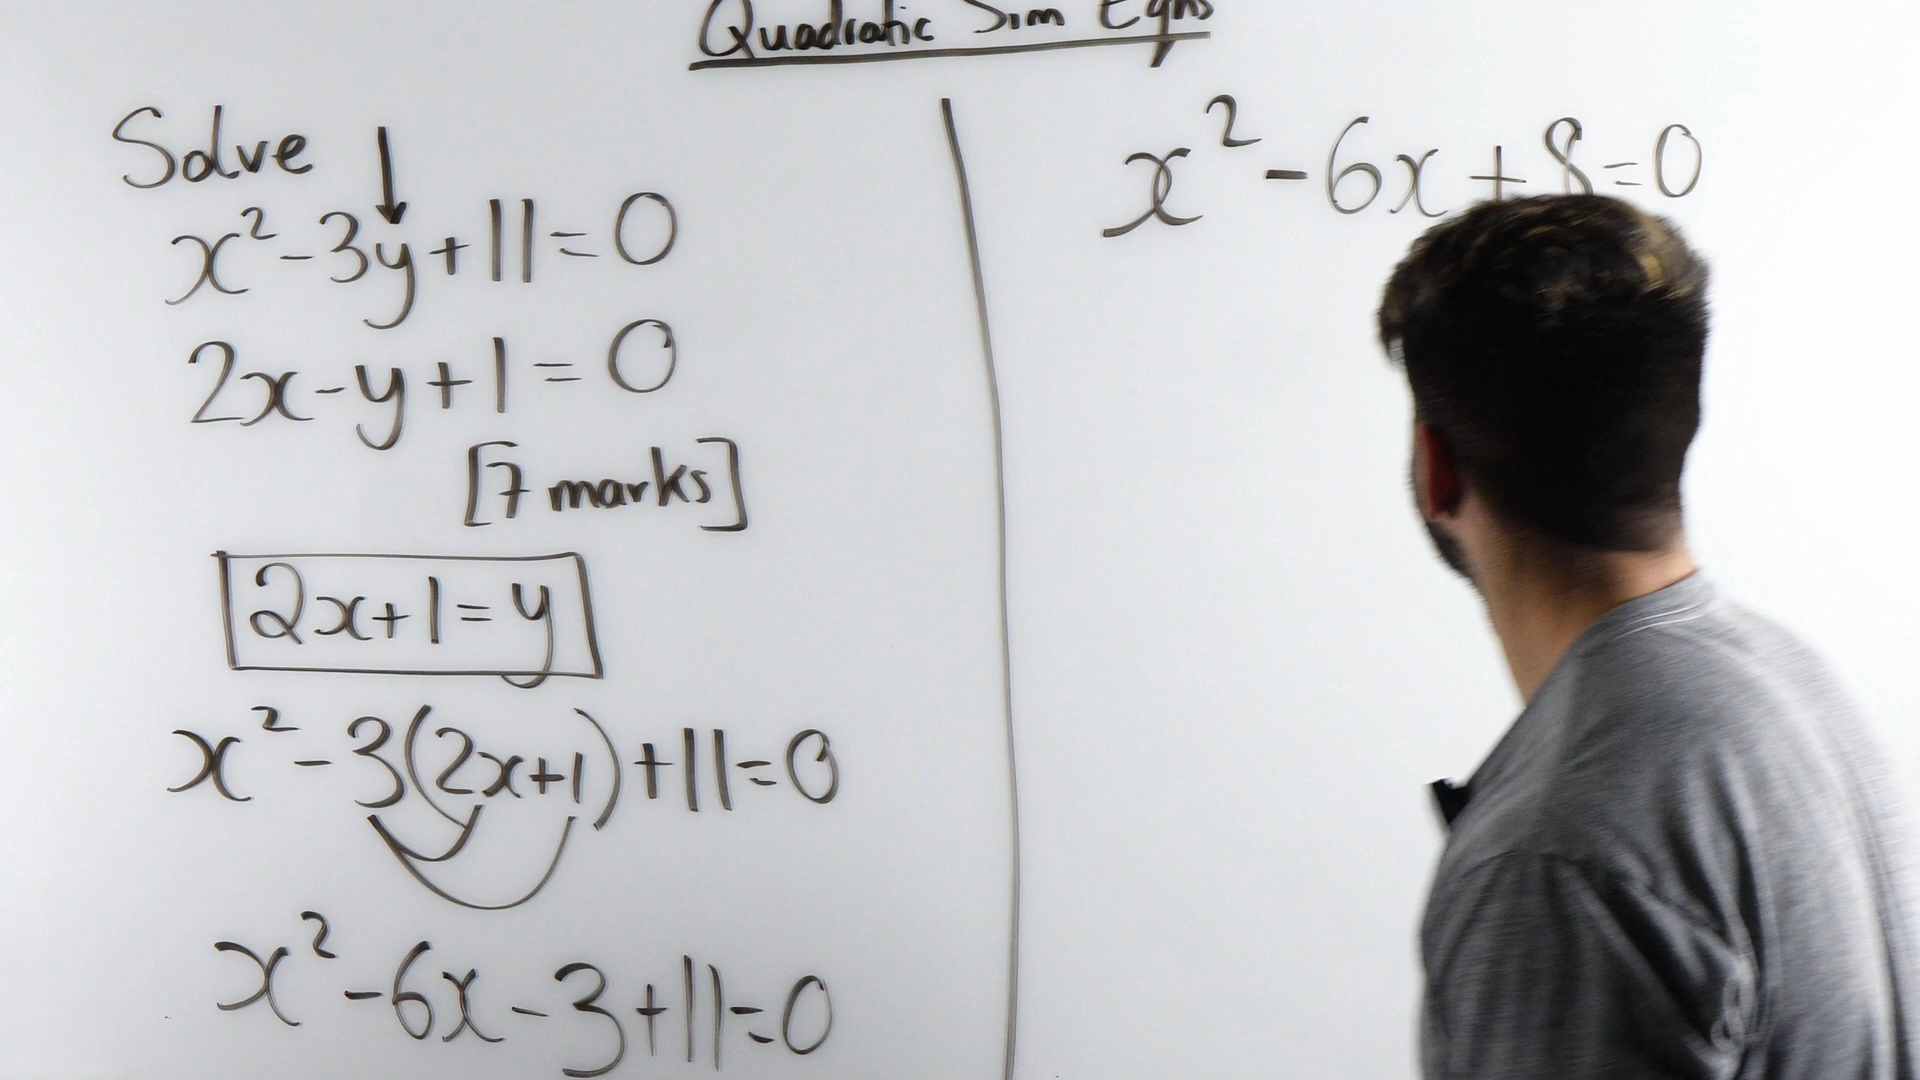 Quadratic Sim Eqns
Solve
x²-3y+11=0
2x-y+1=0
[7 marks]
2x+1=y
x²-3(2x+1)+11=0
x²-6x-3+11=0
x²-6x+8=0